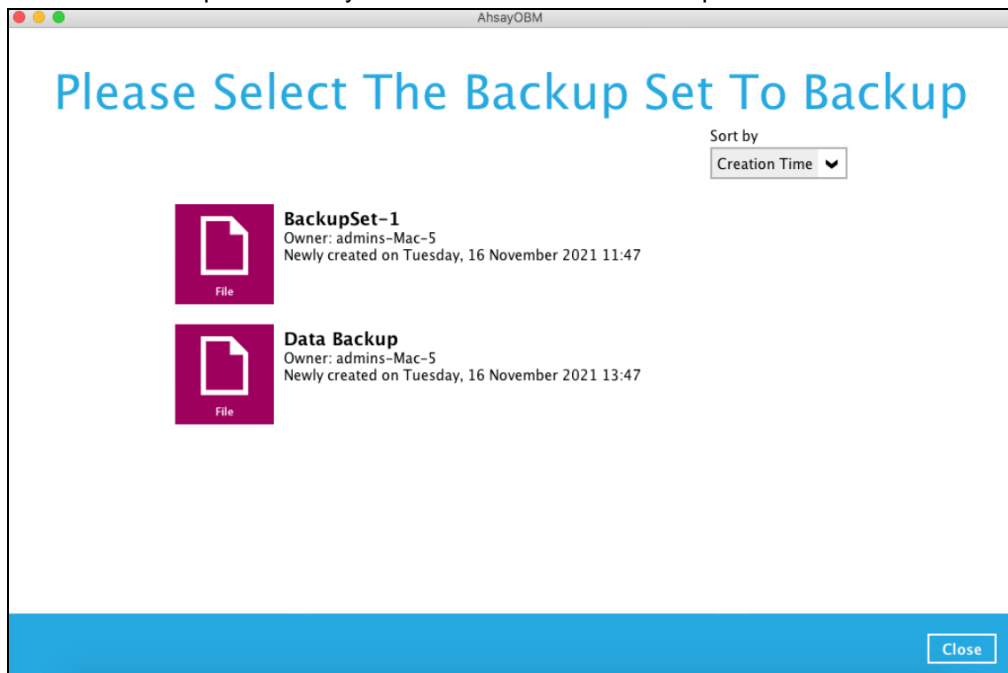 AhsayOBM
Please Select The Backup Set To Backup
Sort by
Creation Time
BackupSet-1
Owner: admins-Mac-5
Newly created on Tuesday, 16 November 2021 11:47
File
Data Backup
Owner: admins-Mac-5
Newly created on Tuesday, 16 November 2021 13:47
File
Close